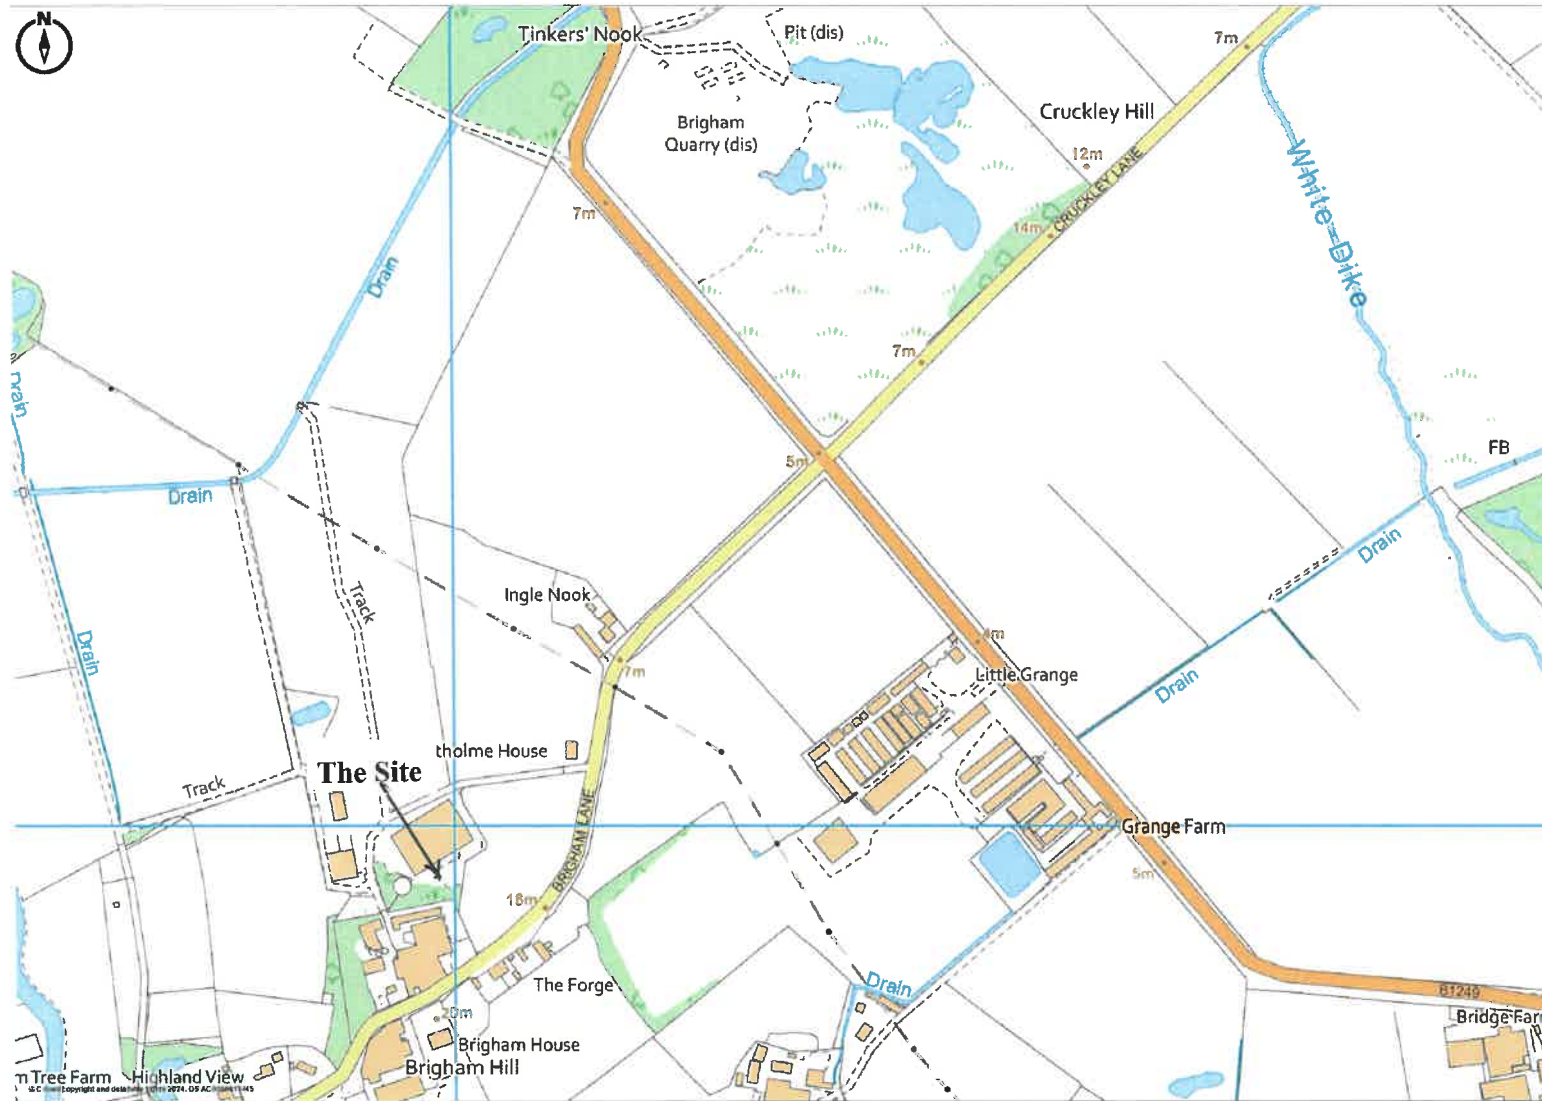 N
Tinkers' Nook
Pit (dis)
7m
Brigham
Quarry (dis)
Cruckley Hill
12m
CRUCKLEY LANE
14m
White Dike
7m
Drain
Drain
7m
5m
FB
Drain
Drain
Ingle Nook
Track
7m
4m
Little Grange
Drain
Drain
tholme House
The Site
Track
BRIGHAM LANE
Grange Farm
5m
18m
The Forge
Drain
B1249
Bridge Farm
20m
Brigham House
Brigham Hill
m Tree Farm
Highland View